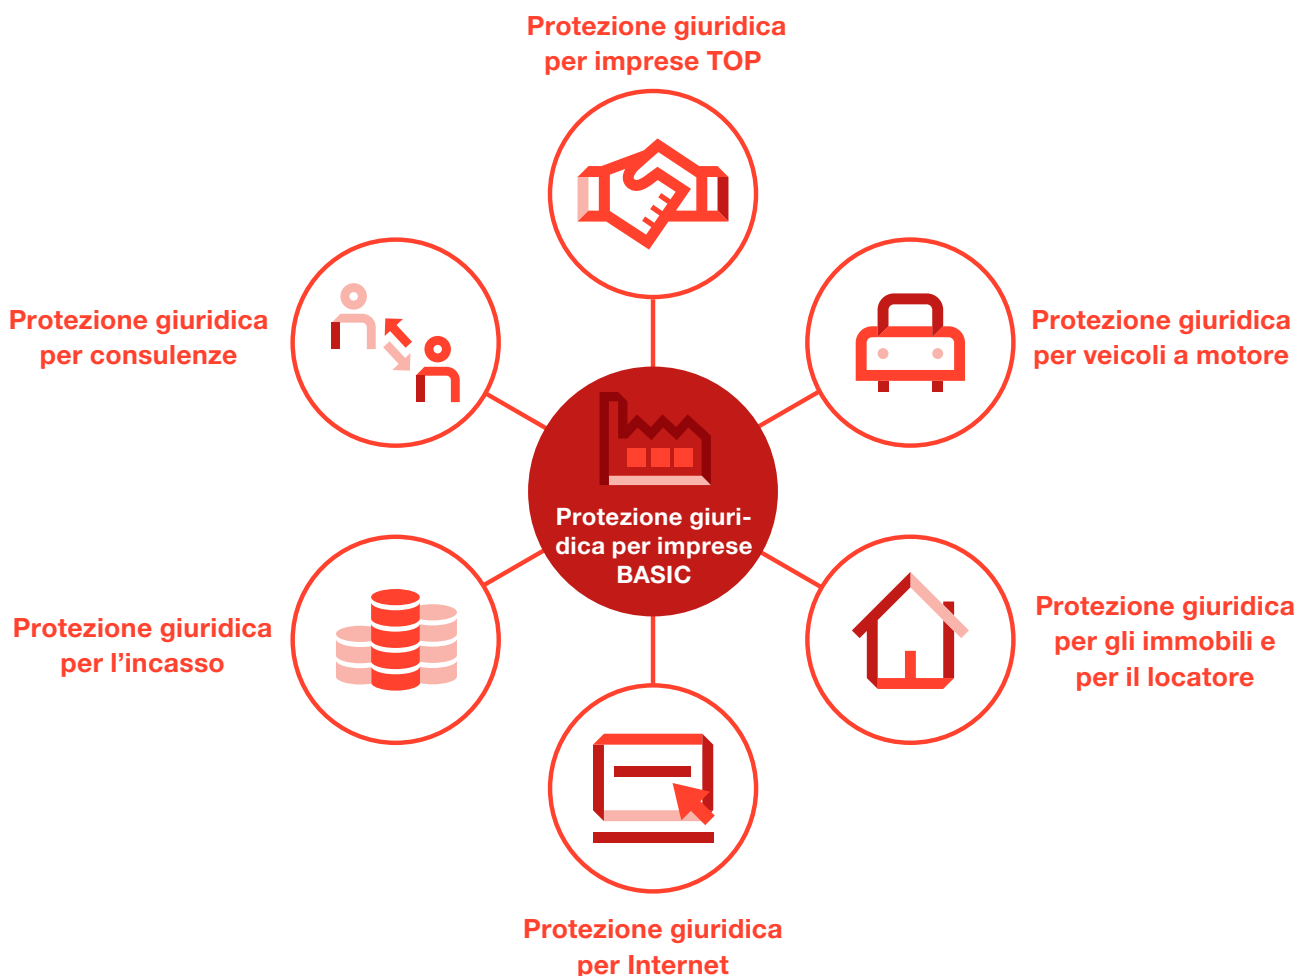 Protezione giuridica
per imprese TOP
Protezione giuridica
per consulenze
Protezione giuridica
per veicoli a motore
Protezione giuri-
dica per imprese
BASIC
Protezione giuridica
per l’incasso
Protezione giuridica
per gli immobili e
per il locatore
Protezione giuridica
per Internet